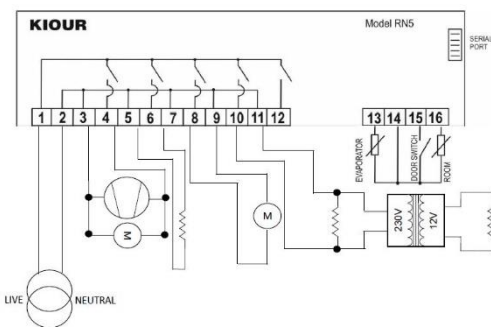 KIOUR
Model RN5
SERIAL
PORT
1 2 3 4 5 6 7 8 9 10 11 12
13 14 15 16
EVAPORATOR
DOOR SWITCH
ROOM
M
M
230V
12V
LIVE
NEUTRAL